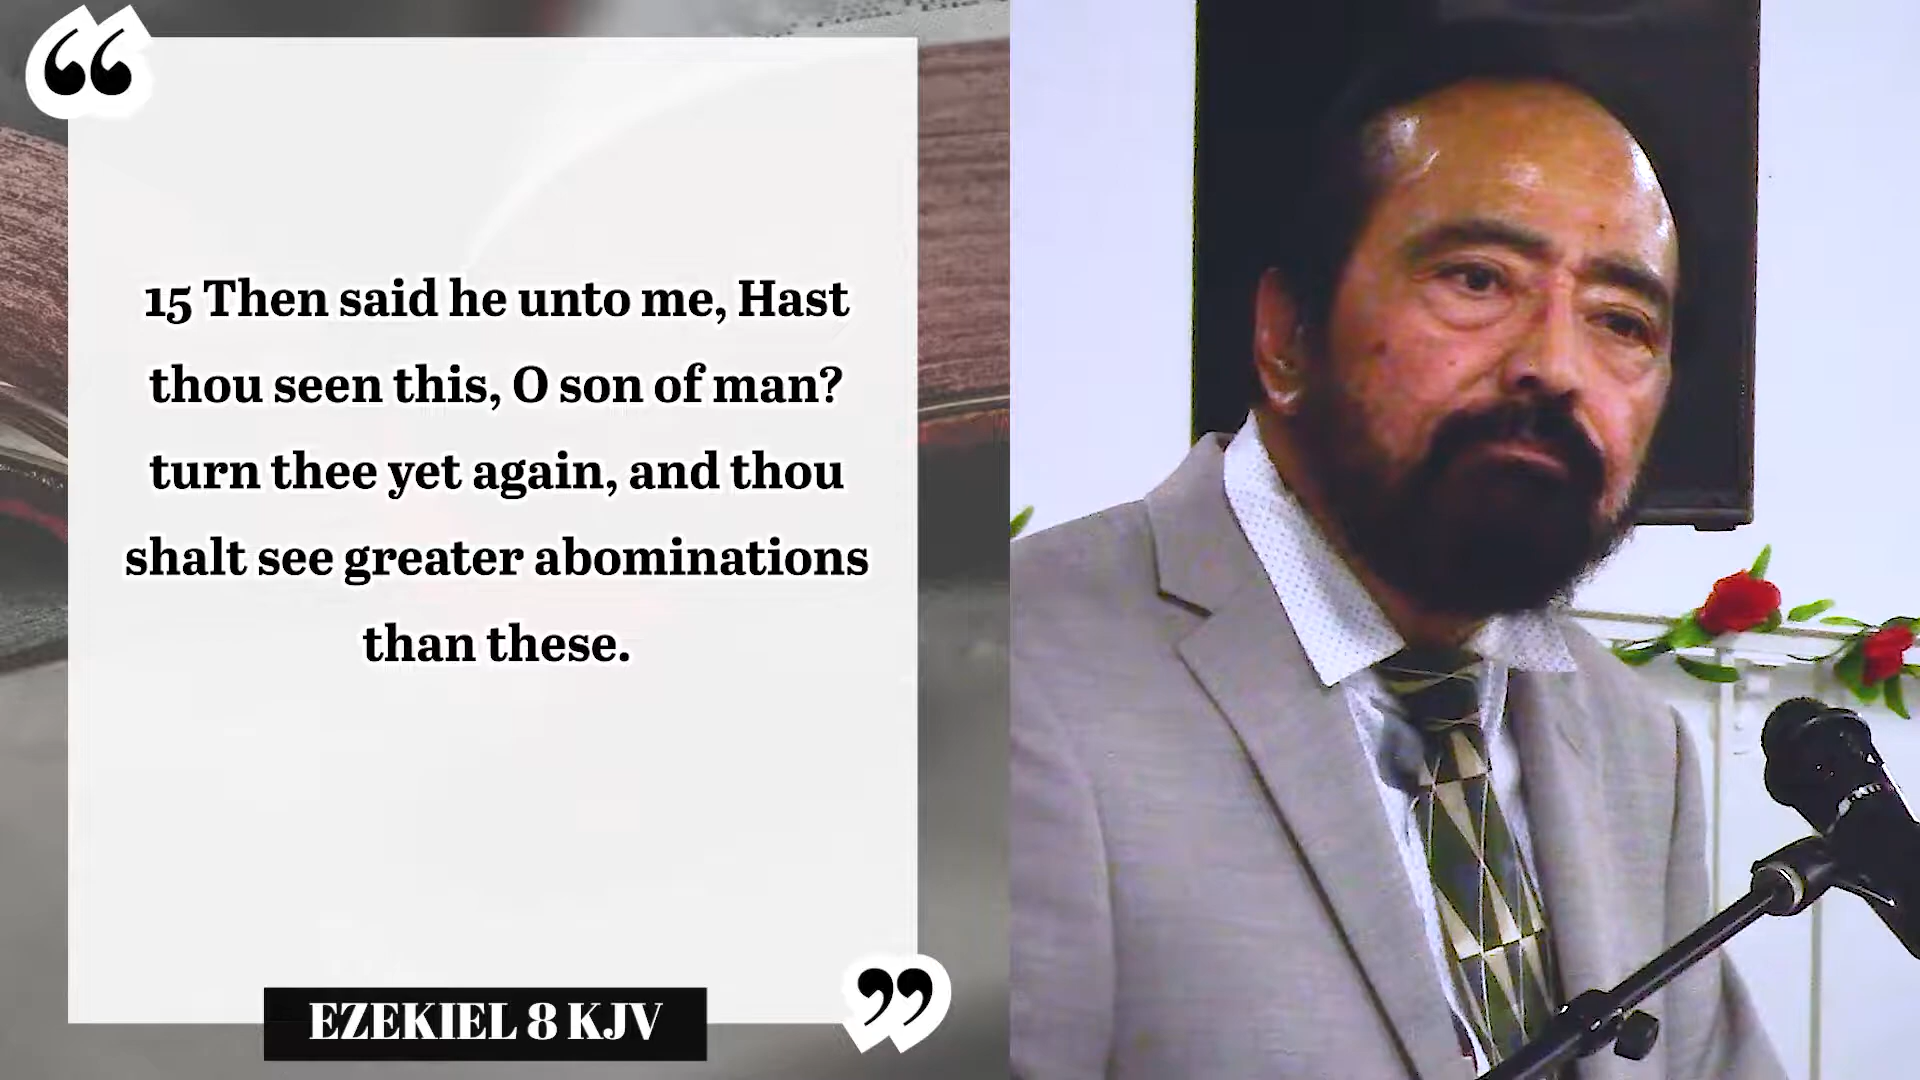 15 Then said he unto me, Hast
thou seen this, O son of man?
turn thee yet again, and thou
shalt see greater abominations
than these.
EZEKIEL 8 KJV